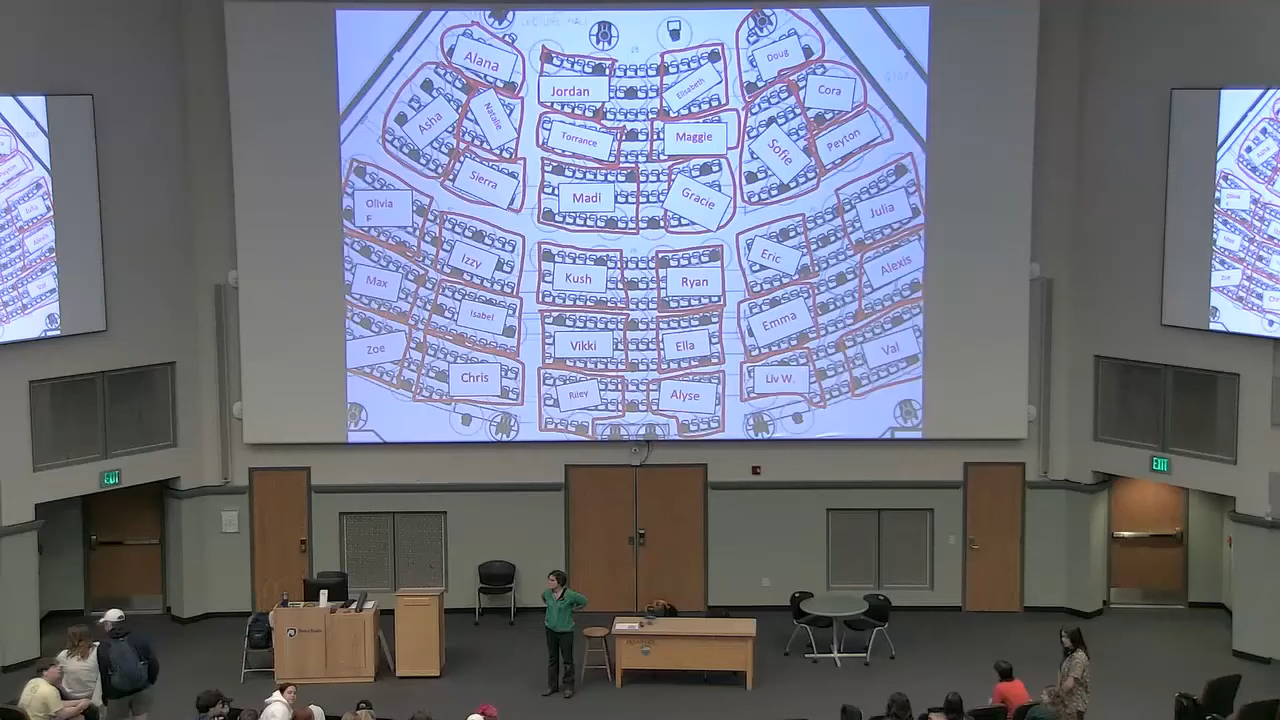 Alana
Doug
Jordan
Elisabeth
Cora
Asha
Natalie
Torrance
Maggie
Sofie
Peyton
Sierra
Madi
Gracie
Olivia
F
Julia
Izzy
Eric
Max
Kush
Ryan
Alexis
Isabel
Emma
Zoe
Vikki
Ella
Val
Chris
Riley
Alyse
Liv W.
EXIT
EXIT